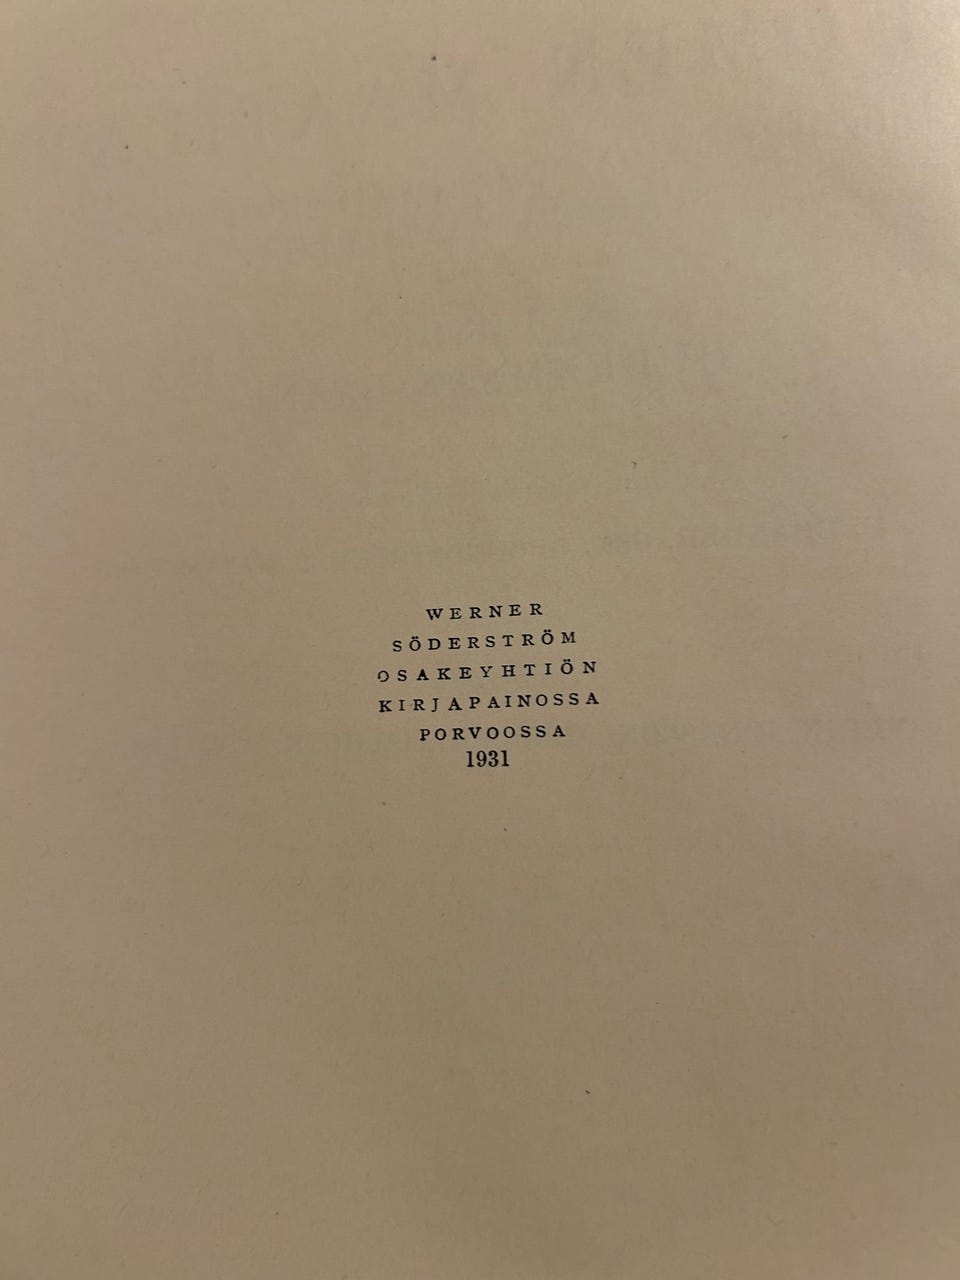 WERNER
SÖDERSTRÖM
OSAKEYHTIÖN
KIRJAPAINOSSA
PORVOOSSA
1931